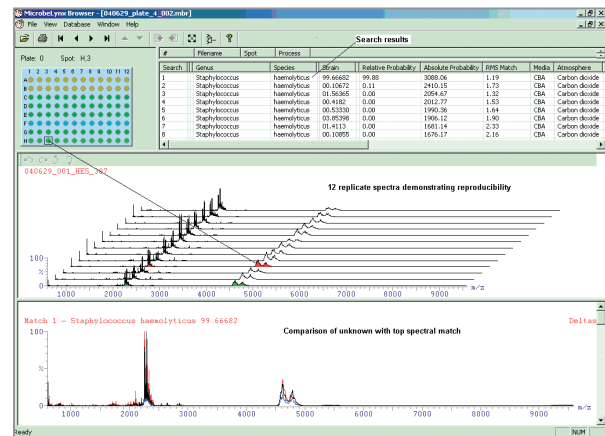 MicrobeLynx Browser - [040629_plate_4_002.mbr]
File View Database Window Help
Search results
Plate: 0 Spot: H,3
1 2 3 4 5 6 7 8 9 10 11 12
A
B
C
D
E
F
G
H
# Filename Spot Process
Search Genus Species Strain Relative Probability Absolute Probability RMS Match Media Atmosphere
1 Staphylococcus haemolyticus 99.66682 99.88 3088.06 1.19 CBA Carbon dioxide
2 Staphylococcus haemolyticus 00.10672 0.11 2410.15 1.73 CBA Carbon dioxide
3 Staphylococcus haemolyticus 01.56365 0.00 2054.67 1.32 CBA Carbon dioxide
4 Staphylococcus haemolyticus 00.4182 0.00 2012.77 1.53 CBA Carbon dioxide
5 Staphylococcus haemolyticus 00.53330 0.00 1990.36 1.64 CBA Carbon dioxide
6 Staphylococcus haemolyticus 03.85398 0.00 1906.12 1.90 CBA Carbon dioxide
7 Staphylococcus haemolyticus 01.4113 0.00 1681.14 2.33 CBA Carbon dioxide
8 Staphylococcus haemolyticus 00.10855 0.00 1676.17 2.16 CBA Carbon dioxide
040629_001_HES_387
12 replicate spectra demonstrating reproducibility
100
%
0
1000 2000 3000 4000 5000 6000 7000 8000 9000 m/z
Match 1 - Staphylococcus haemolyticus 99.66682 Deltas
Comparison of unknown with top spectral match
100
%
0
1000 2000 3000 4000 5000 6000 7000 8000 9000 m/z
Ready NUM